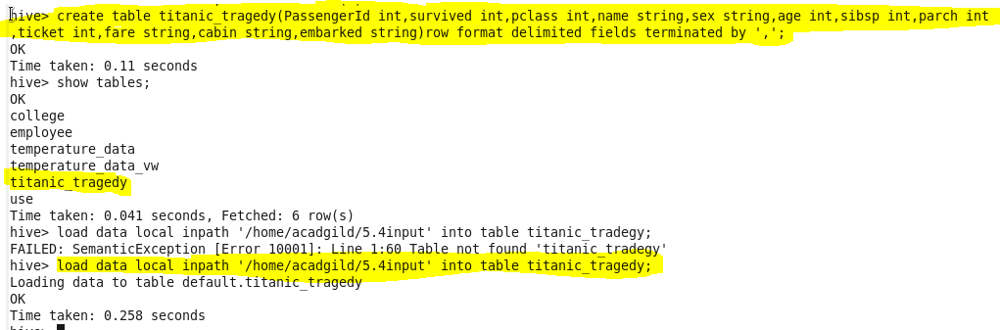 hive> create table titanic_tragedy(PassengerId int,survived int,pclass int,name string,sex string,age int,sibsp int,parch int
,ticket int,fare string,cabin string,embarked string)row format delimited fields terminated by ',';
OK
Time taken: 0.11 seconds
hive> show tables;
OK
college
employee
temperature_data
temperature_data_vw
titanic_tragedy
use
Time taken: 0.041 seconds, Fetched: 6 row(s)
hive> load data local inpath '/home/acadgild/5.4input' into table titanic_tradegy;
FAILED: SemanticException [Error 10001]: Line 1:60 Table not found 'titanic_tradegy'
hive> load data local inpath '/home/acadgild/5.4input' into table titanic_tragedy;
Loading data to table default.titanic_tragedy
OK
Time taken: 0.258 seconds
hive>